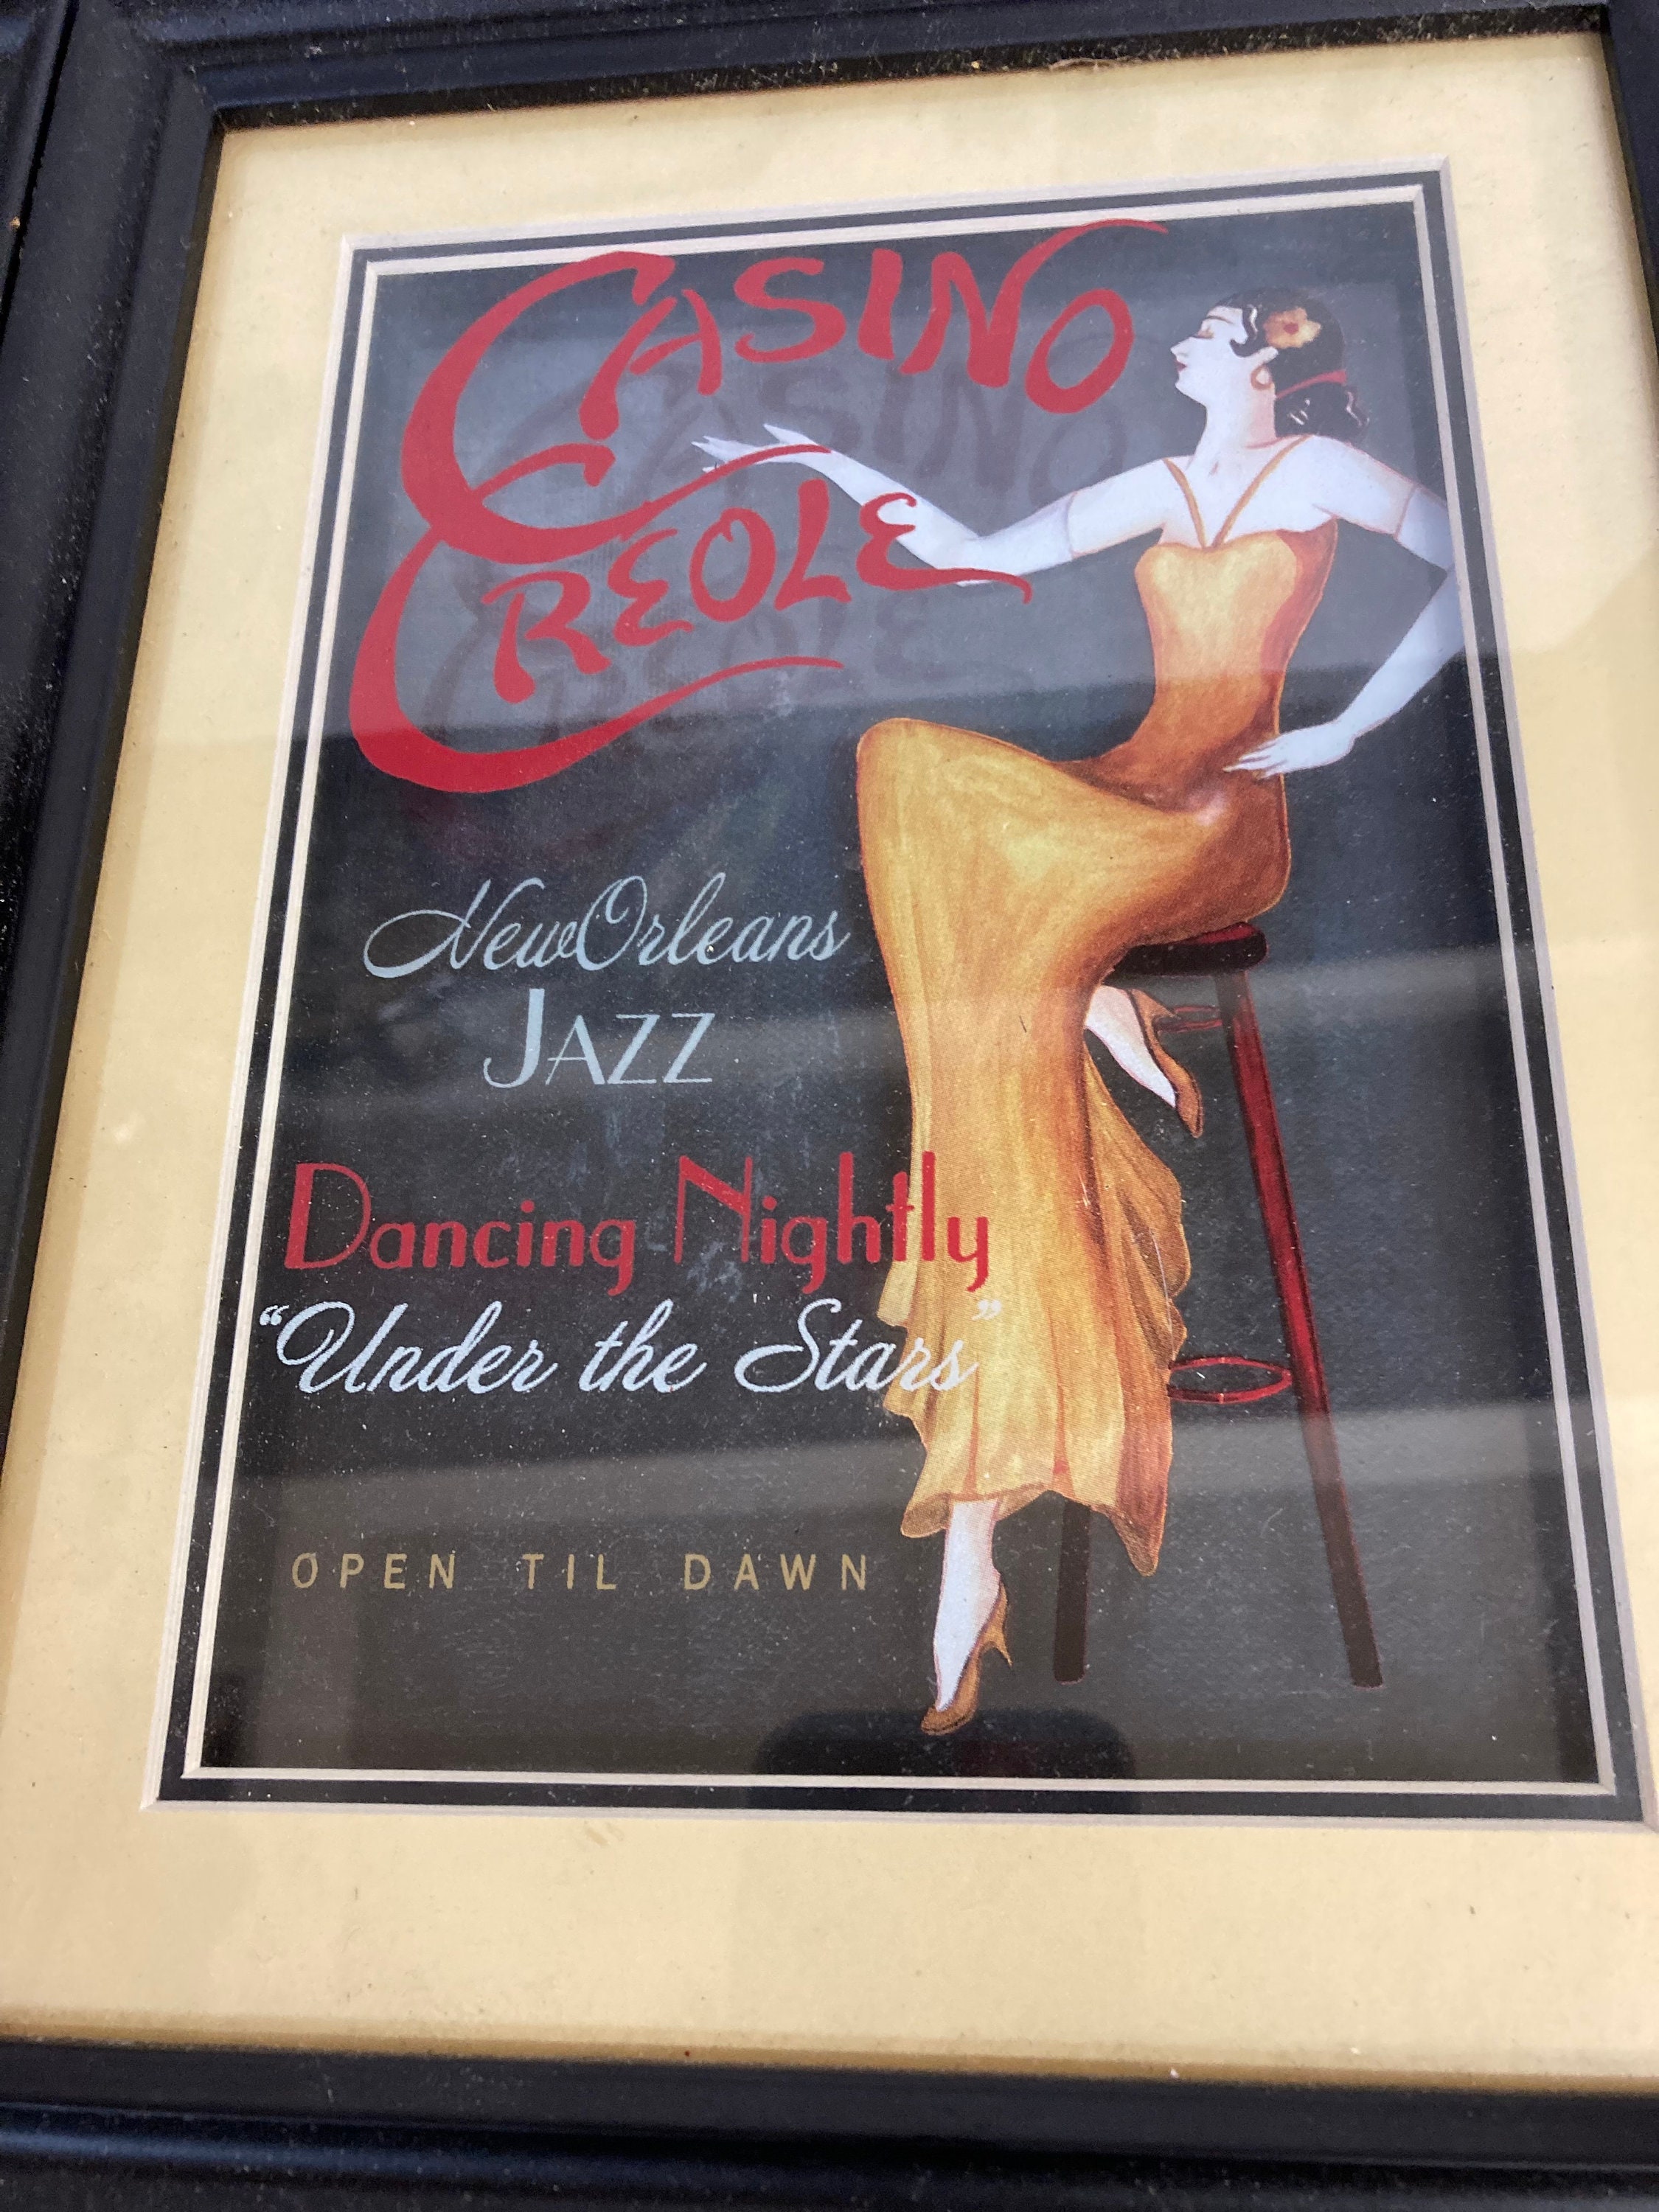 CASINO
CREOLE
New Orleans
JAZZ
Dancing Nightly
“Under the Stars”
OPEN TIL DAWN